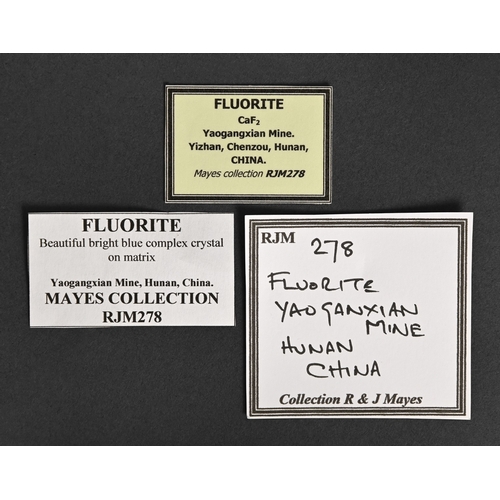 FLUORITE
CaF₂
Yaogangxian Mine.
Yizhan, Chenzou, Hunan,
CHINA.
Mayes collection RJM278
FLUORITE
Beautiful bright blue complex crystal
on matrix
Yaogangxian Mine, Hunan, China.
MAYES COLLECTION
RJM278
RJM 278
FLUORITE
YAOGANXIAN
MINE
HUNAN
CHINA
Collection R & J Mayes